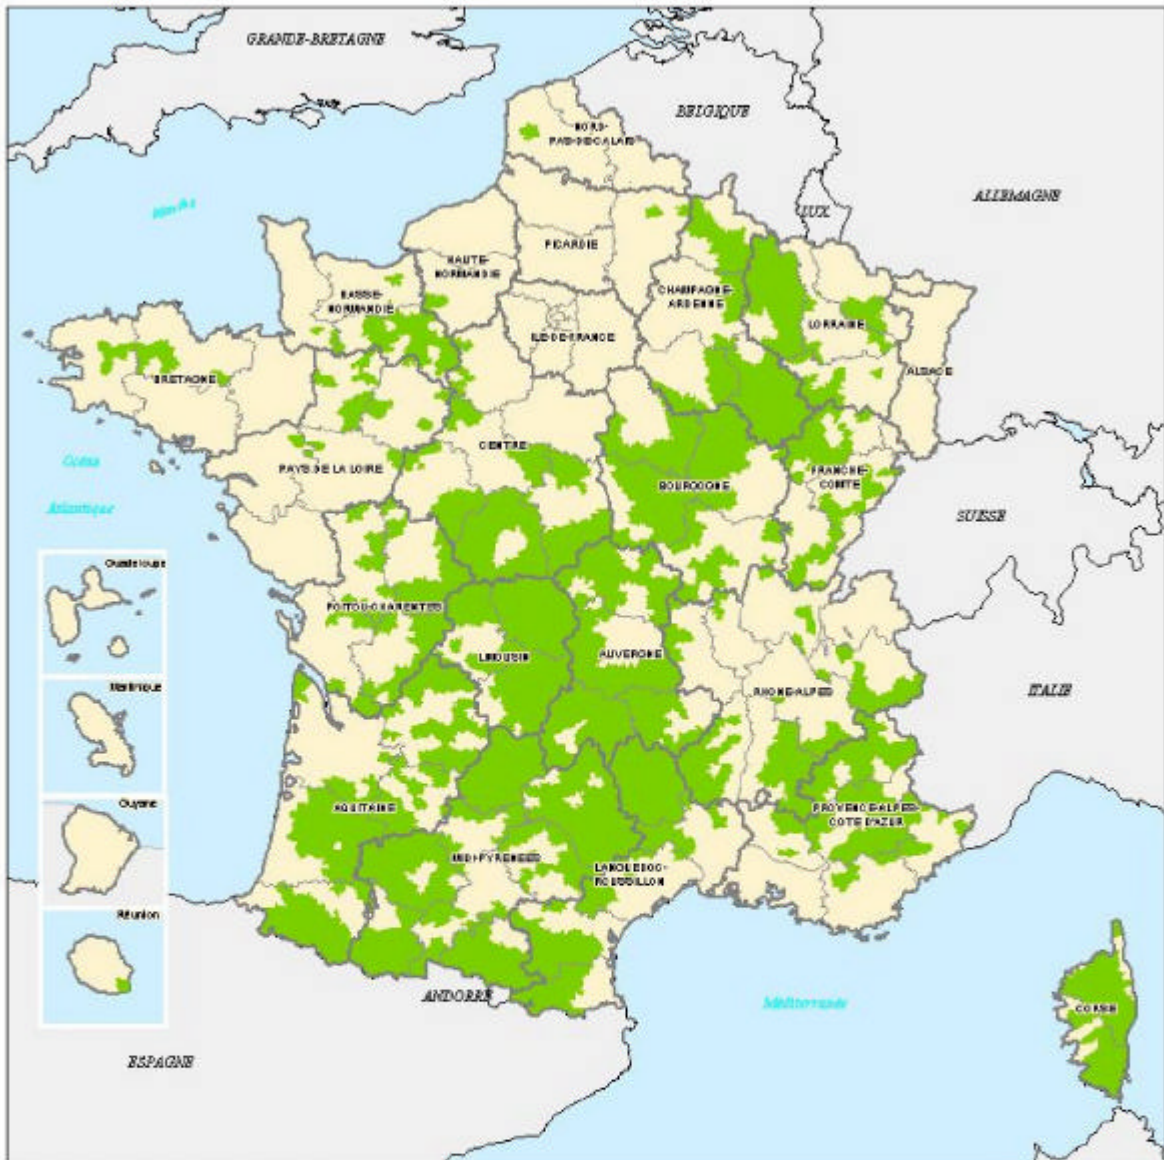 GRANDE-BRETAGNE
BELGIQUE
NORD-
PAS-DE-CALAIS
ALLEMAGNE
LUX.
PICARDIE
HAUTE-
NORMANDIE
CHAMPAGNE-
ARDENNE
BASSE-
NORMANDIE
LORRAINE
ILE-DE-FRANCE
ALSACE
BRETAGNE
CENTRE
PAYS DE LA LOIRE
Océan
Atlantique
FRANCHE-
COMTE
BOURGOGNE
SUISSE
Guadeloupe
POITOU-CHARENTES
LIMOUSIN
AUVERGNE
RHONE-ALPES
ITALIE
Martinique
AQUITAINE
PROVENCE-ALPES-
COTE D'AZUR
Guyane
MIDI-PYRENEES
LANGUEDOC-
ROUSSILLON
Réunion
ANDORRE
Méditerranée
CORSE
ESPAGNE